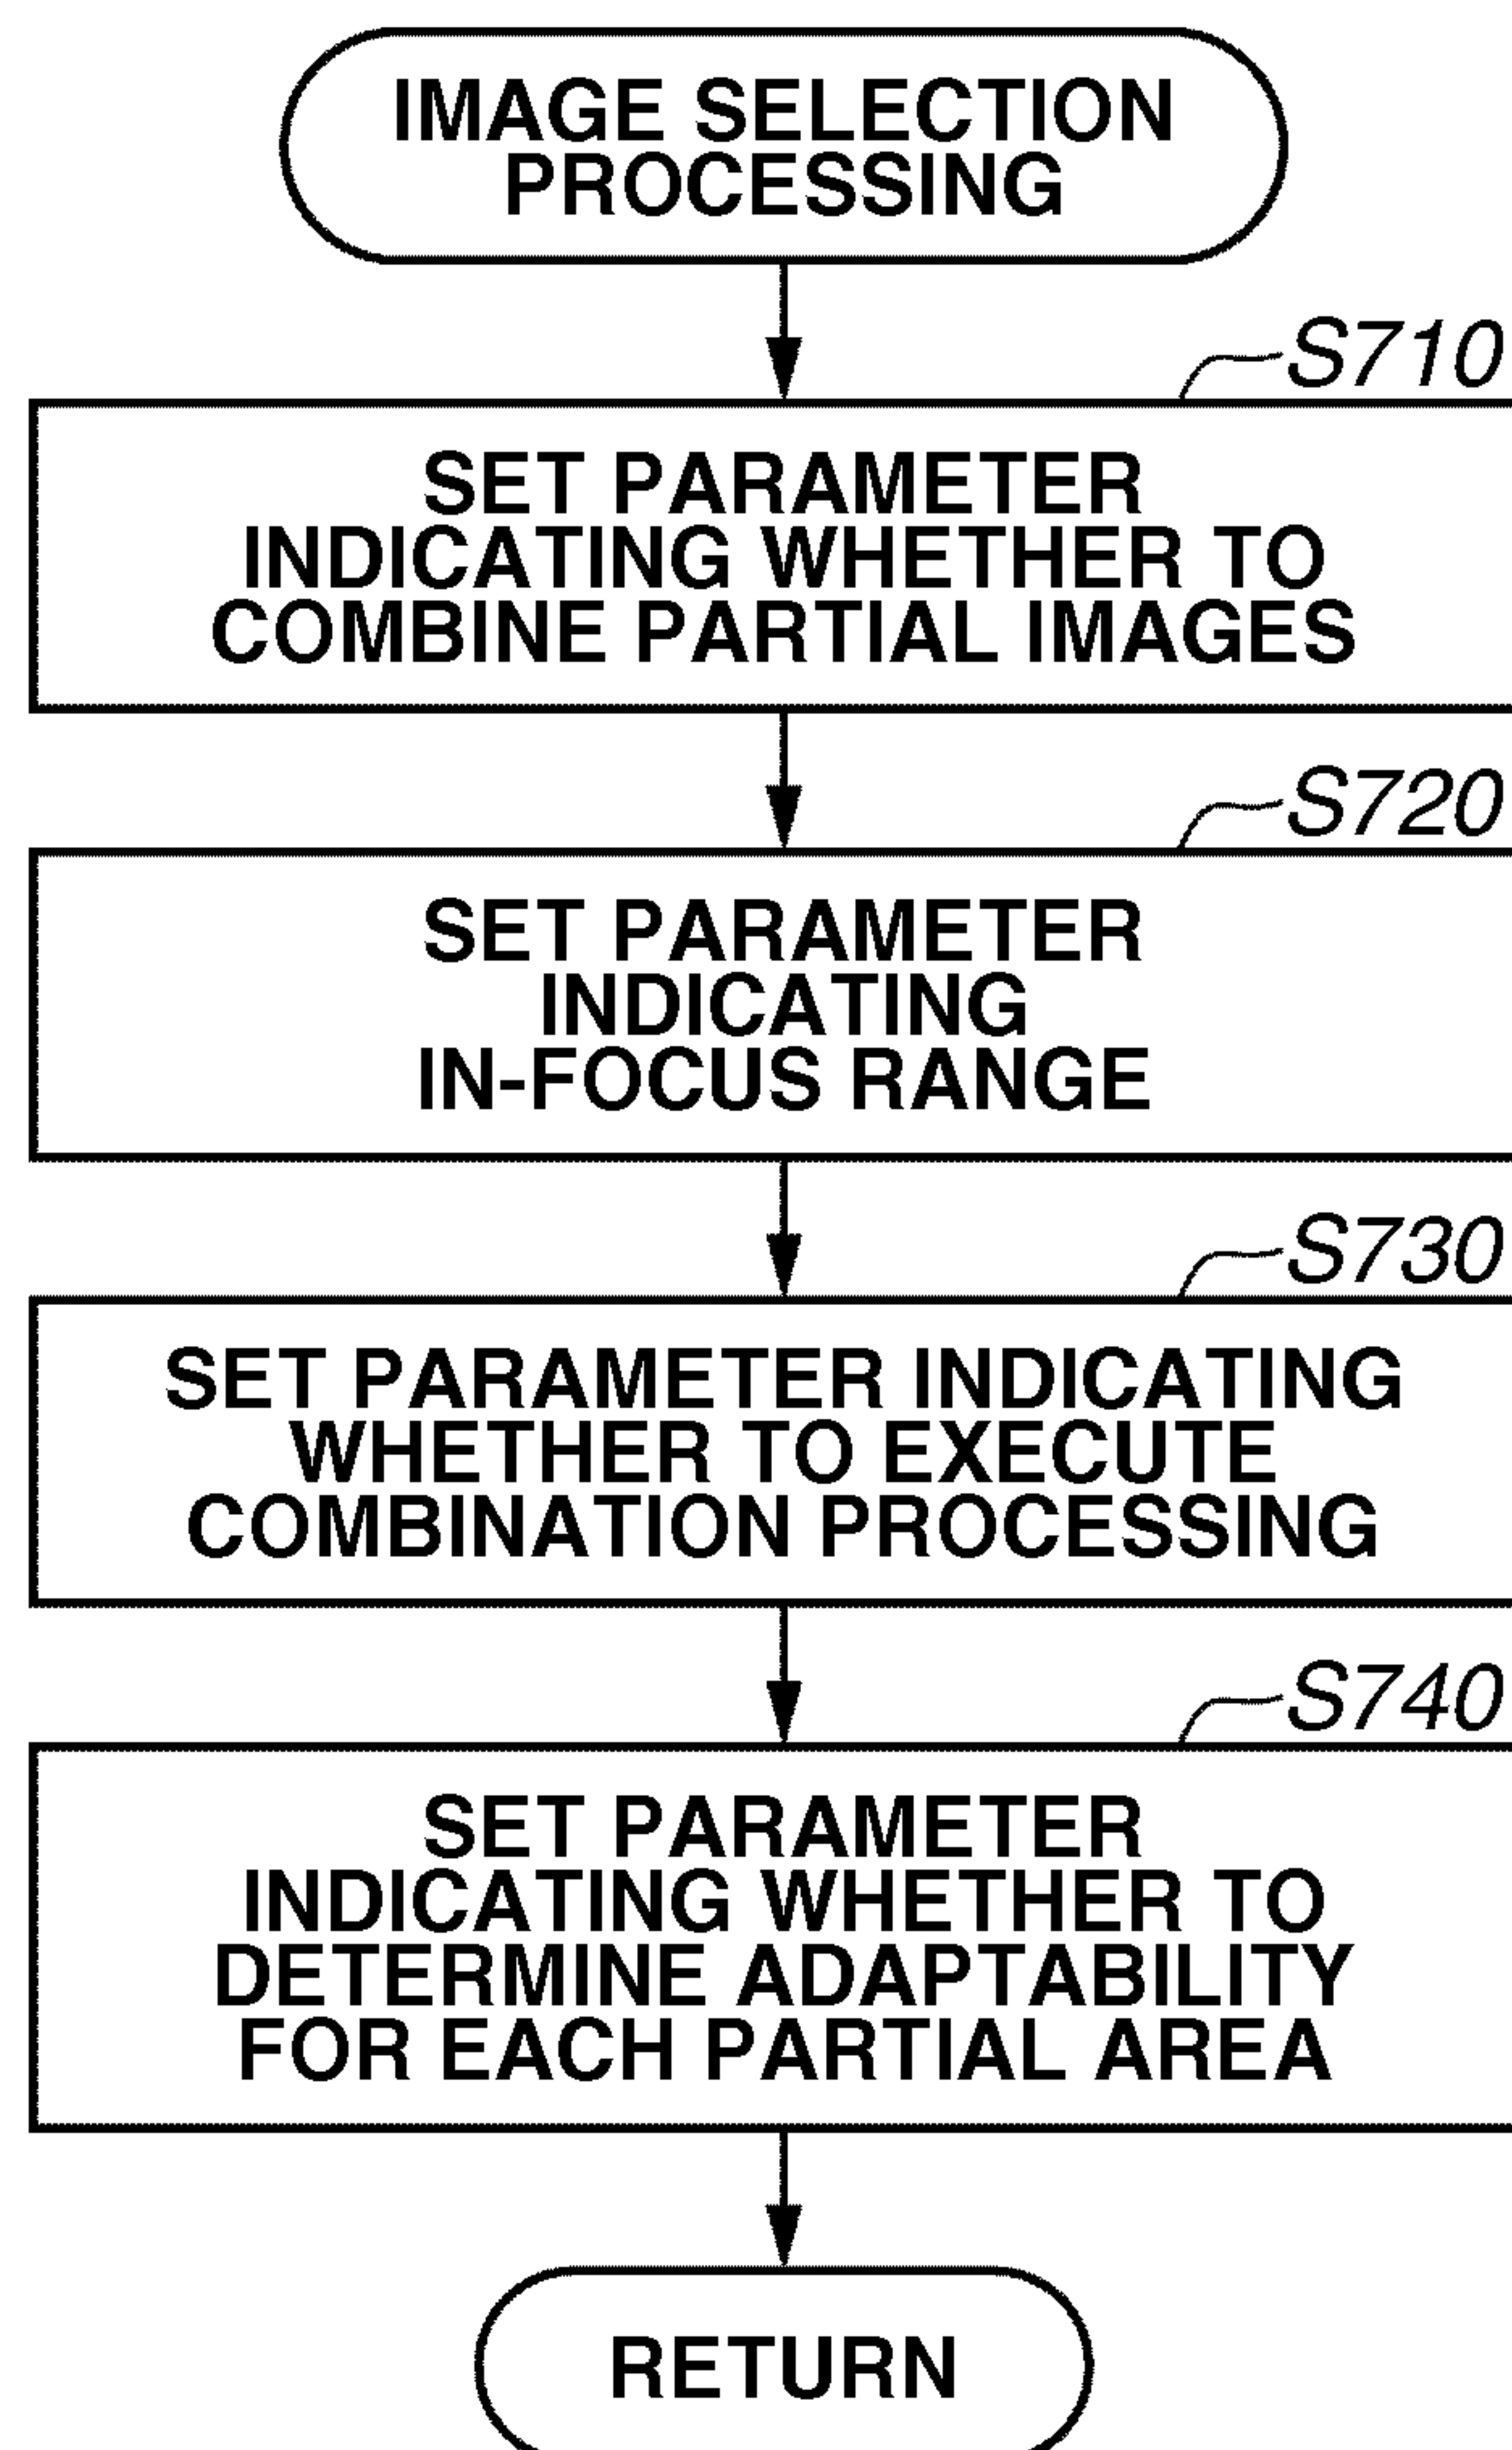 IMAGE SELECTION
PROCESSING
S710
SET PARAMETER
INDICATING WHETHER TO
COMBINE PARTIAL IMAGES
S720
SET PARAMETER
INDICATING
IN-FOCUS RANGE
S730
SET PARAMETER INDICATING
WHETHER TO EXECUTE
COMBINATION PROCESSING
S740
SET PARAMETER
INDICATING WHETHER TO
DETERMINE ADAPTABILITY
FOR EACH PARTIAL AREA
RETURN